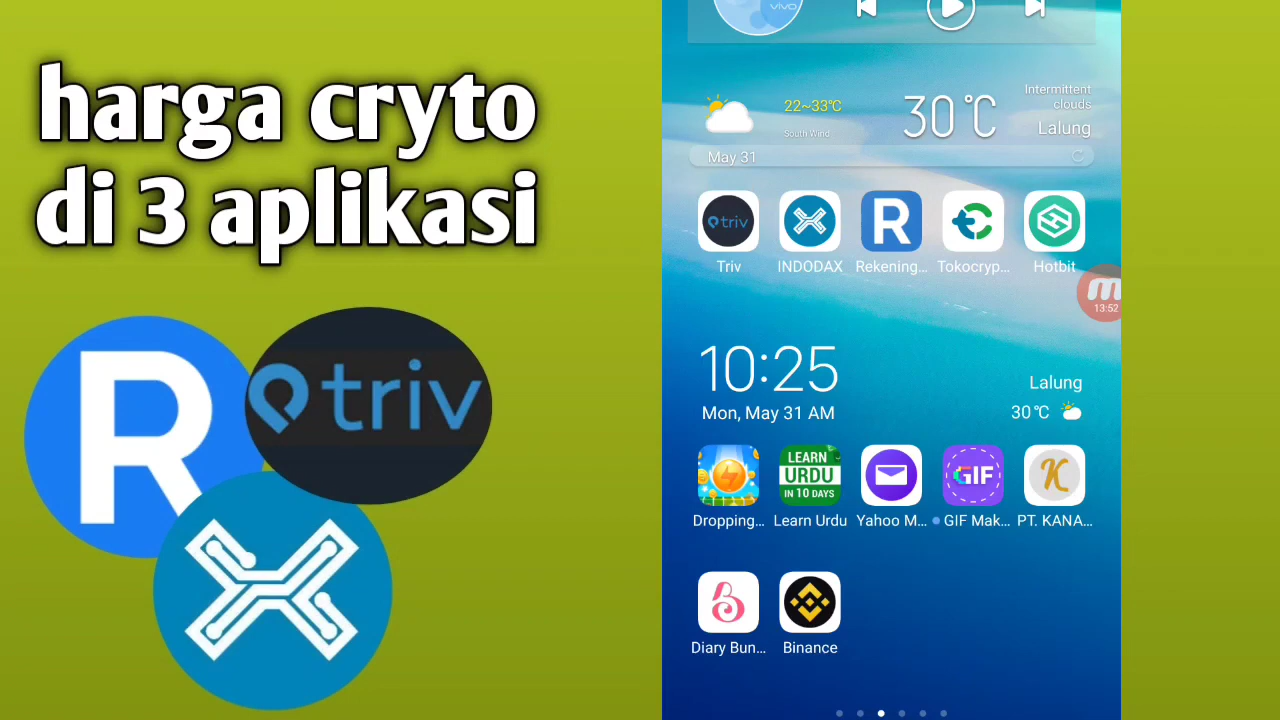 harga cryto
di 3 aplikasi
R
triv
vivo
22~33℃
South Wind
30℃
Intermittent
clouds
Lalung
May 31
triv
R
Triv
INDODAX
Rekening...
Tokocryp...
Hotbit
13:52
10:25
Mon, May 31 AM
Lalung
30℃
LEARN
URDU
IN 10 DAYS
GIF
K
Dropping...
Learn Urdu
Yahoo M...
GIF Mak...
PT. KANA...
Diary Bun...
Binance